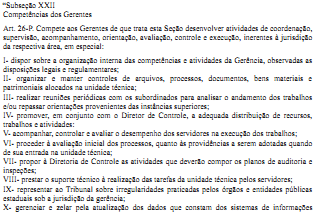 "Subseção XXII
Competências dos Gerentes
Art. 26-P. Compete aos Gerentes de que trata esta Seção desenvolver atividades de coordenação,
supervisão, acompanhamento, orientação, avaliação, controle e execução, inerentes à jurisdição
da respectiva área, em especial:
I- dispor sobre a organização interna das competências e atividades da Gerência, observadas as
disposições legais e regulamentares;
II- organizar e manter controles de arquivos, processos, documentos, bens materiais e
patrimoniais alocados na unidade técnica;
III- realizar reuniões periódicas com os subordinados para analisar o andamento dos trabalhos
e/ou repassar orientações provenientes das instâncias superiores;
IV- promover, em conjunto com o Diretor de Controle, a adequada distribuição de recursos,
trabalhos e atividades:
V- acompanhar, controlar e avaliar o desempenho dos servidores na execução dos trabalhos;
VI- proceder à avaliação inicial dos processos, quanto às providências a serem adotadas quando
de sua entrada na unidade técnica;
VII- propor à Diretoria de Controle as atividades que deverão compor os planos de auditoria e
inspeções;
VIII- prestar o suporte técnico à realização das tarefas da unidade técnica pelos servidores;
IX- representar ao Tribunal sobre irregularidades praticadas pelos órgãos e entidades públicas
estaduais sob a jurisdição da gerência;
X- gerenciar e zelar pela atualização dos dados que constam dos sistemas de informações